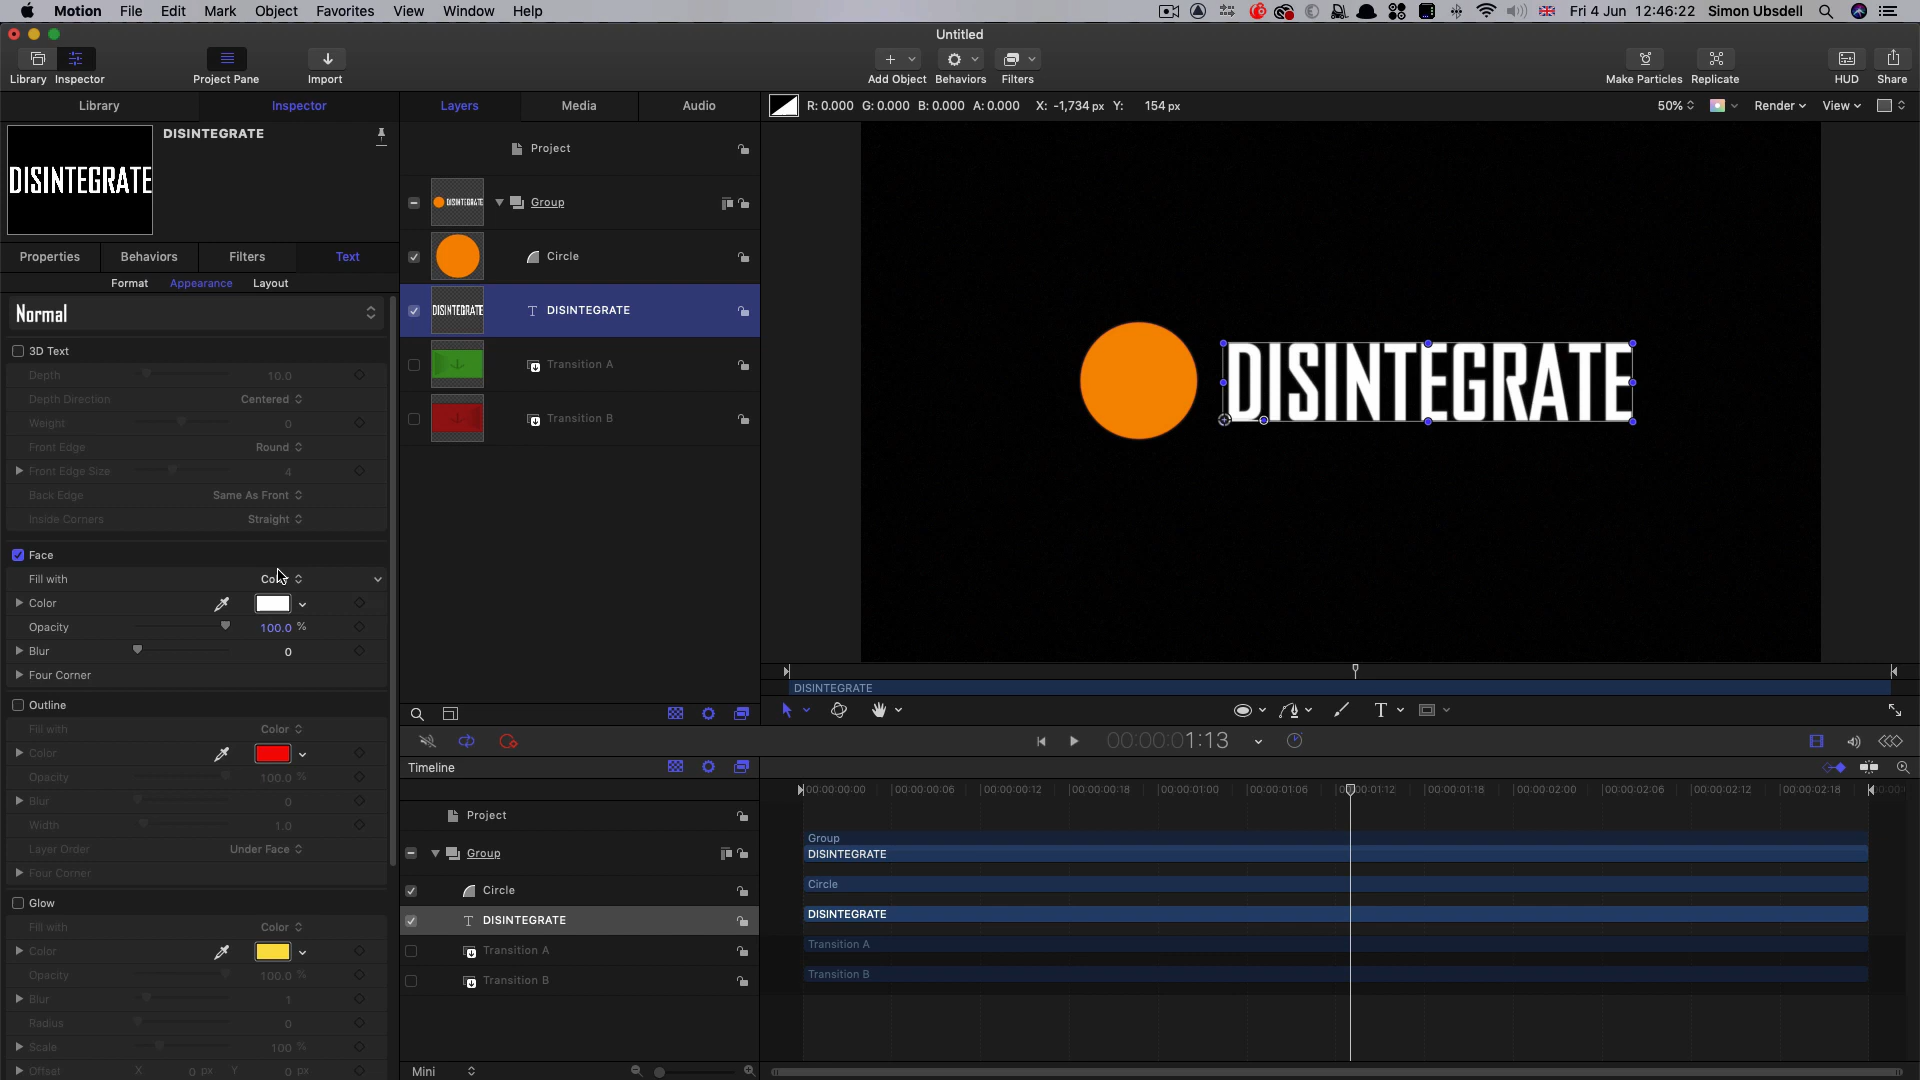 Motion File Edit Mark Object Favorites View Window Help Fri 4 Jun 12:46:22 Simon Ubsdell
Untitled
Library Inspector Project Pane Import Add Object Behaviors Filters Make Particles Replicate HUD Share
Library Inspector Layers Media Audio R: 0.000 G: 0.000 B: 0.000 A: 0.000 X: -1,734 px Y: 154 px 50% Render View
DISINTEGRATE
DISINTEGRATE
Properties Behaviors Filters Text
Format Appearance Layout
Normal
3D Text
Depth 10.0
Depth Direction Centered
Weight 0
Front Edge Round
Front Edge Size 4
Back Edge Same As Front
Inside Corners Straight
Face
Fill with
Color
Opacity 100.0 %
Blur 0
Four Corner
Outline
Fill with Color
Color
Opacity 100.0 %
Blur 0
Width 1.0
Layer Order Under Face
Four Corner
Glow
Fill with Color
Color
Opacity 100.0 %
Blur 1
Radius 0
Scale 100 %
Offset X 0 px Y 0 px
Project
DISINTEGRATE Group
Circle
DISINTEGRATE DISINTEGRATE
Transition A
Transition B
DISINTEGRATE
DISINTEGRATE
T
00:00:01:13
Timeline
00:00:00:00 00:00:00:06 00:00:00:12 00:00:00:18 00:00:01:00 00:00:01:06 00:00:01:12 00:00:01:18 00:00:02:00 00:00:02:06 00:00:02:12 00:00:02:18
Project
Group
Circle
DISINTEGRATE
Transition A
Transition B
Group
DISINTEGRATE
Circle
DISINTEGRATE
Transition A
Transition B
Mini